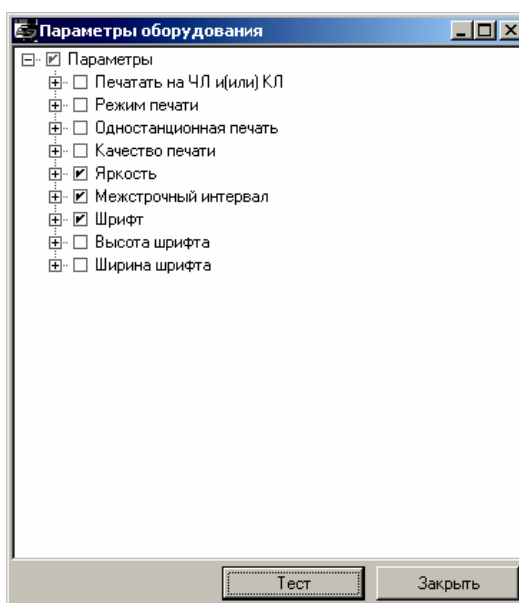 Параметры оборудования
Параметры
Печатать на ЧЛ и(или) КЛ
Режим печати
Одностанционная печать
Качество печати
Яркость
Межстрочный интервал
Шрифт
Высота шрифта
Ширина шрифта
Тест Закрыть